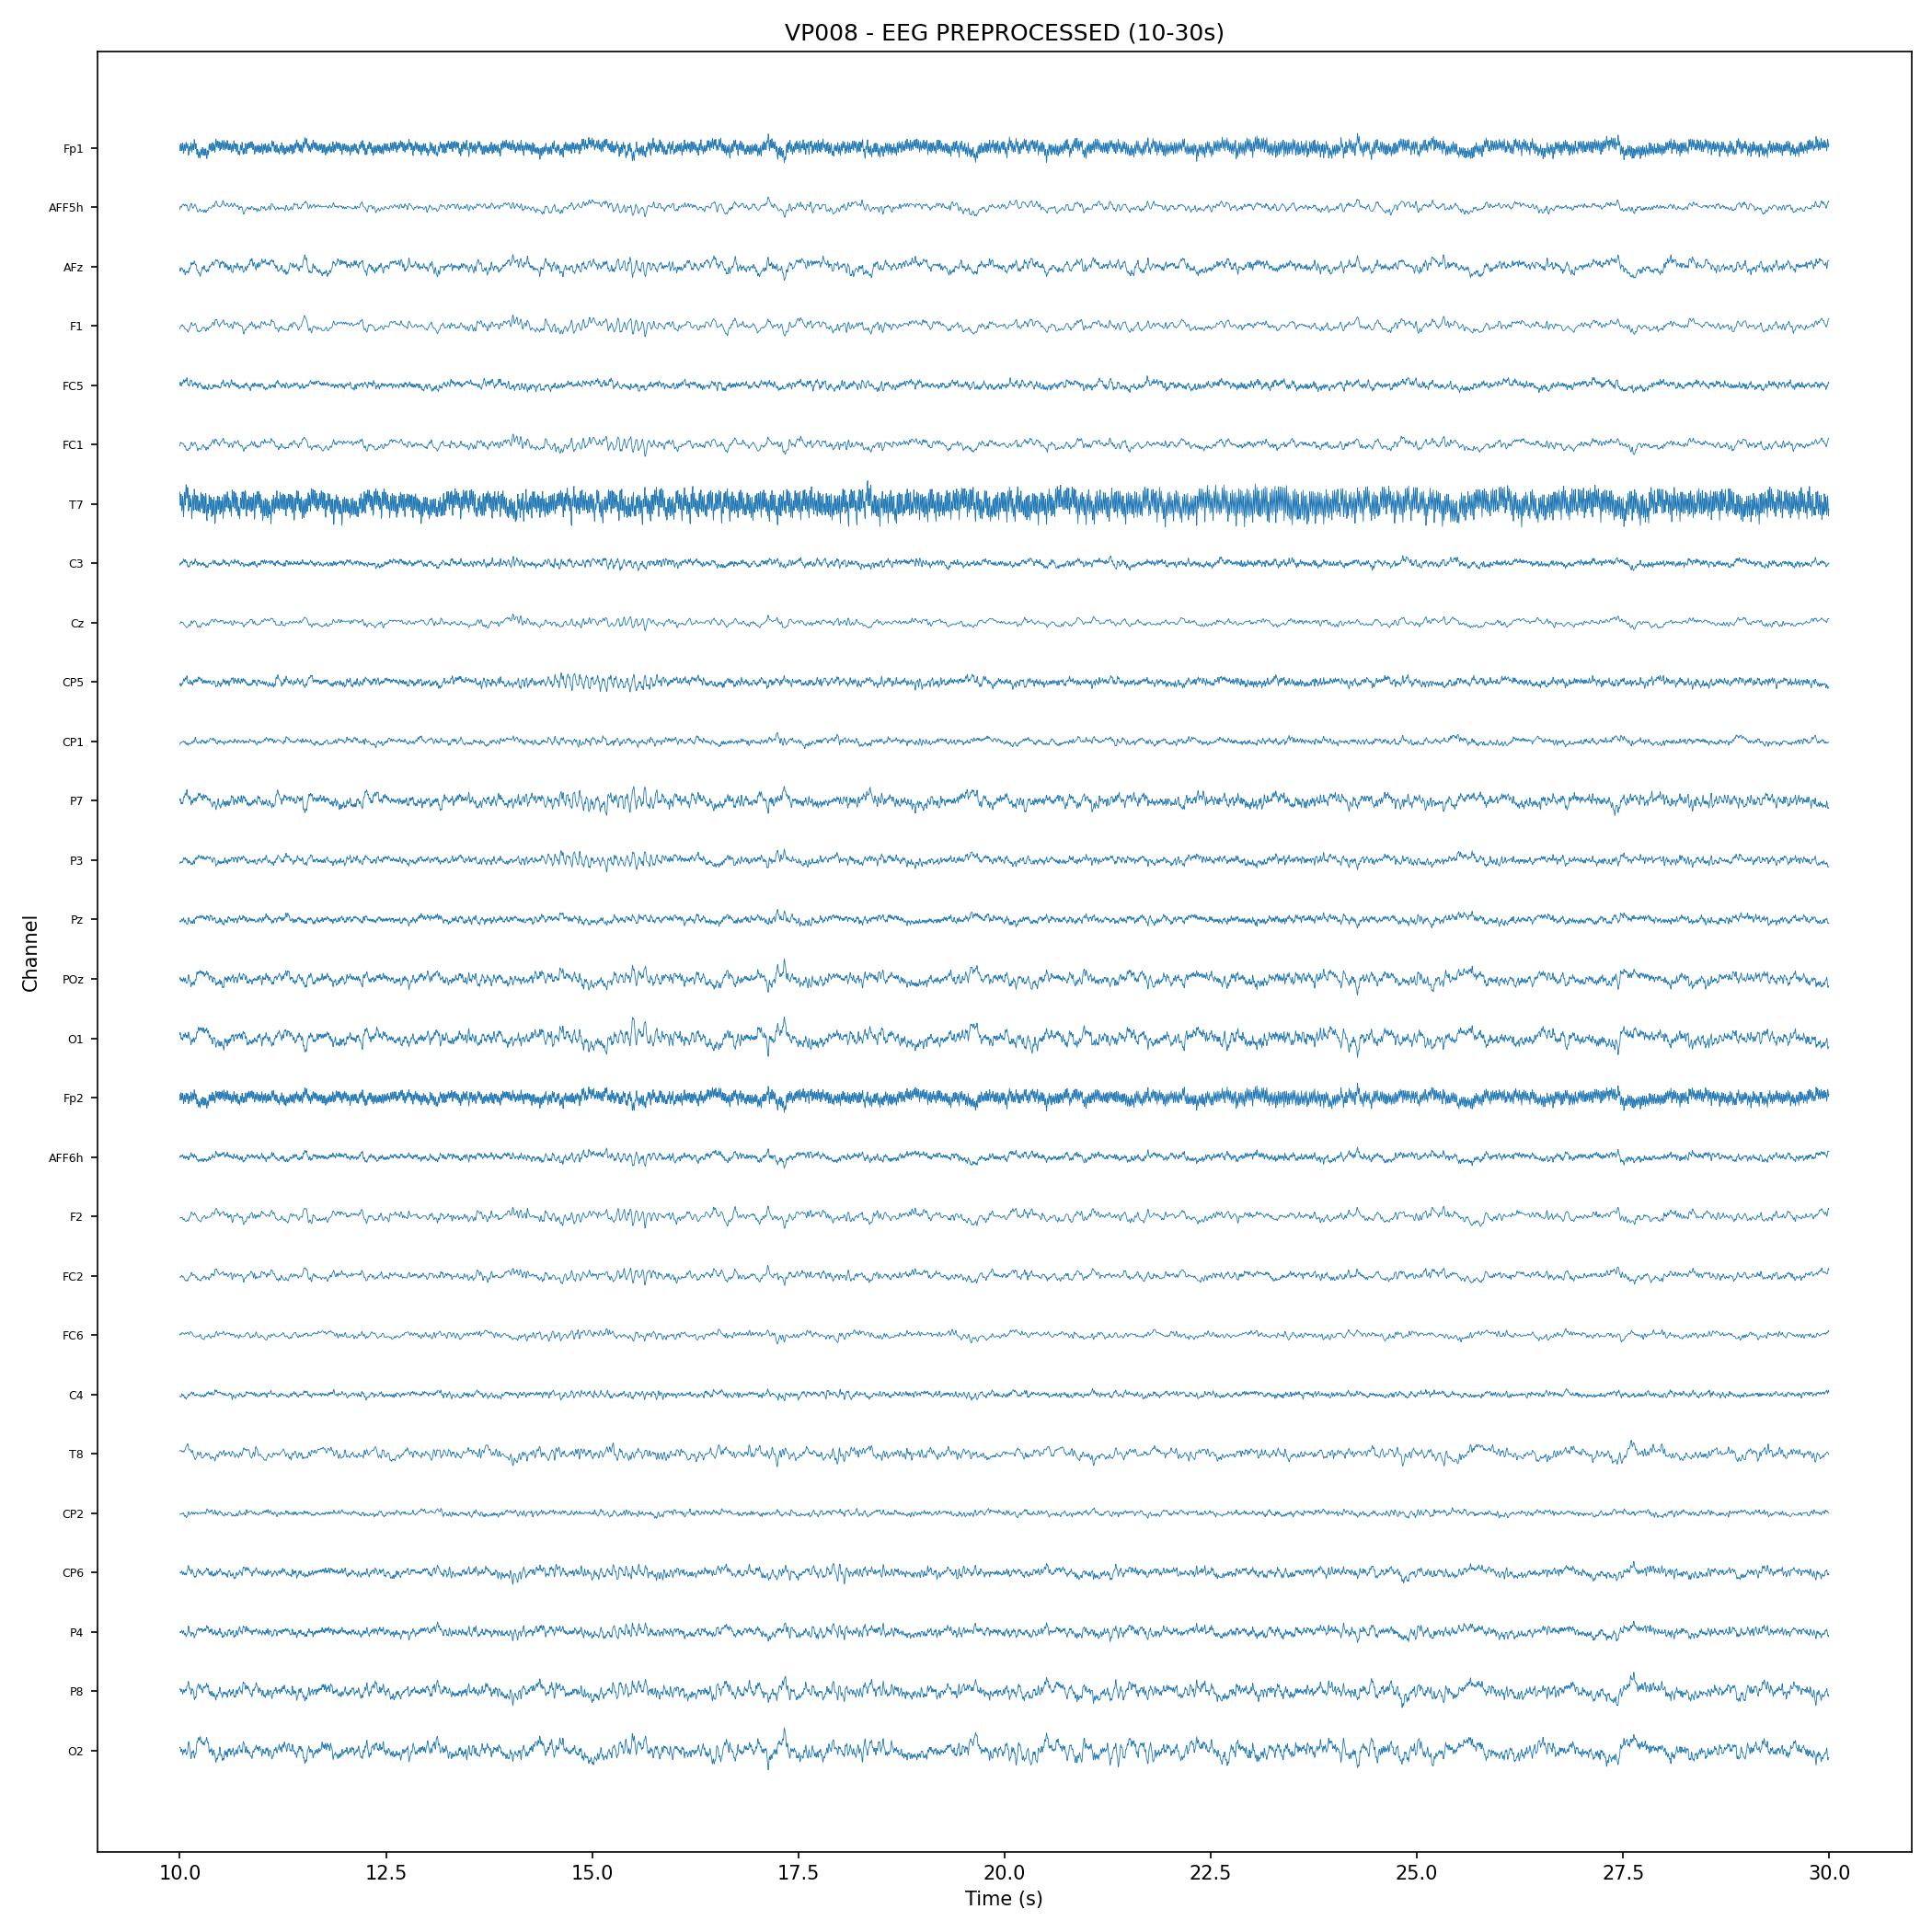 VP008 - EEG PREPROCESSED (10-30s)
Fp1
AFF5h
AFz
F1
FC5
FC1
T7
C3
Cz
CP5
CP1
P7
P3
Pz
POz
O1
Fp2
AFF6h
F2
FC2
FC6
C4
T8
CP2
CP6
P4
P8
O2
Channel
10.0 12.5 15.0 17.5 20.0 22.5 25.0 27.5 30.0
Time (s)